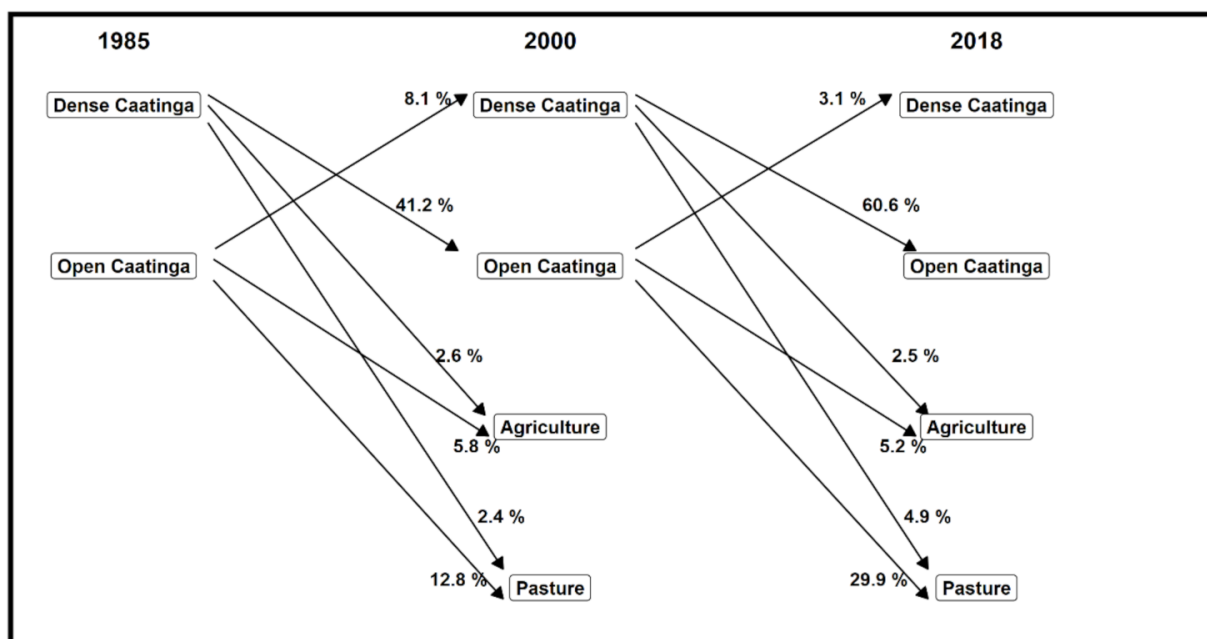 1985 2000 2018
Dense Caatinga 8.1 % Dense Caatinga 3.1 % Dense Caatinga
41.2 % 60.6 %
Open Caatinga Open Caatinga Open Caatinga
2.6 % 2.5 %
Agriculture Agriculture
5.8 % 5.2 %
2.4 % 4.9 %
12.8 % Pasture 29.9 % Pasture